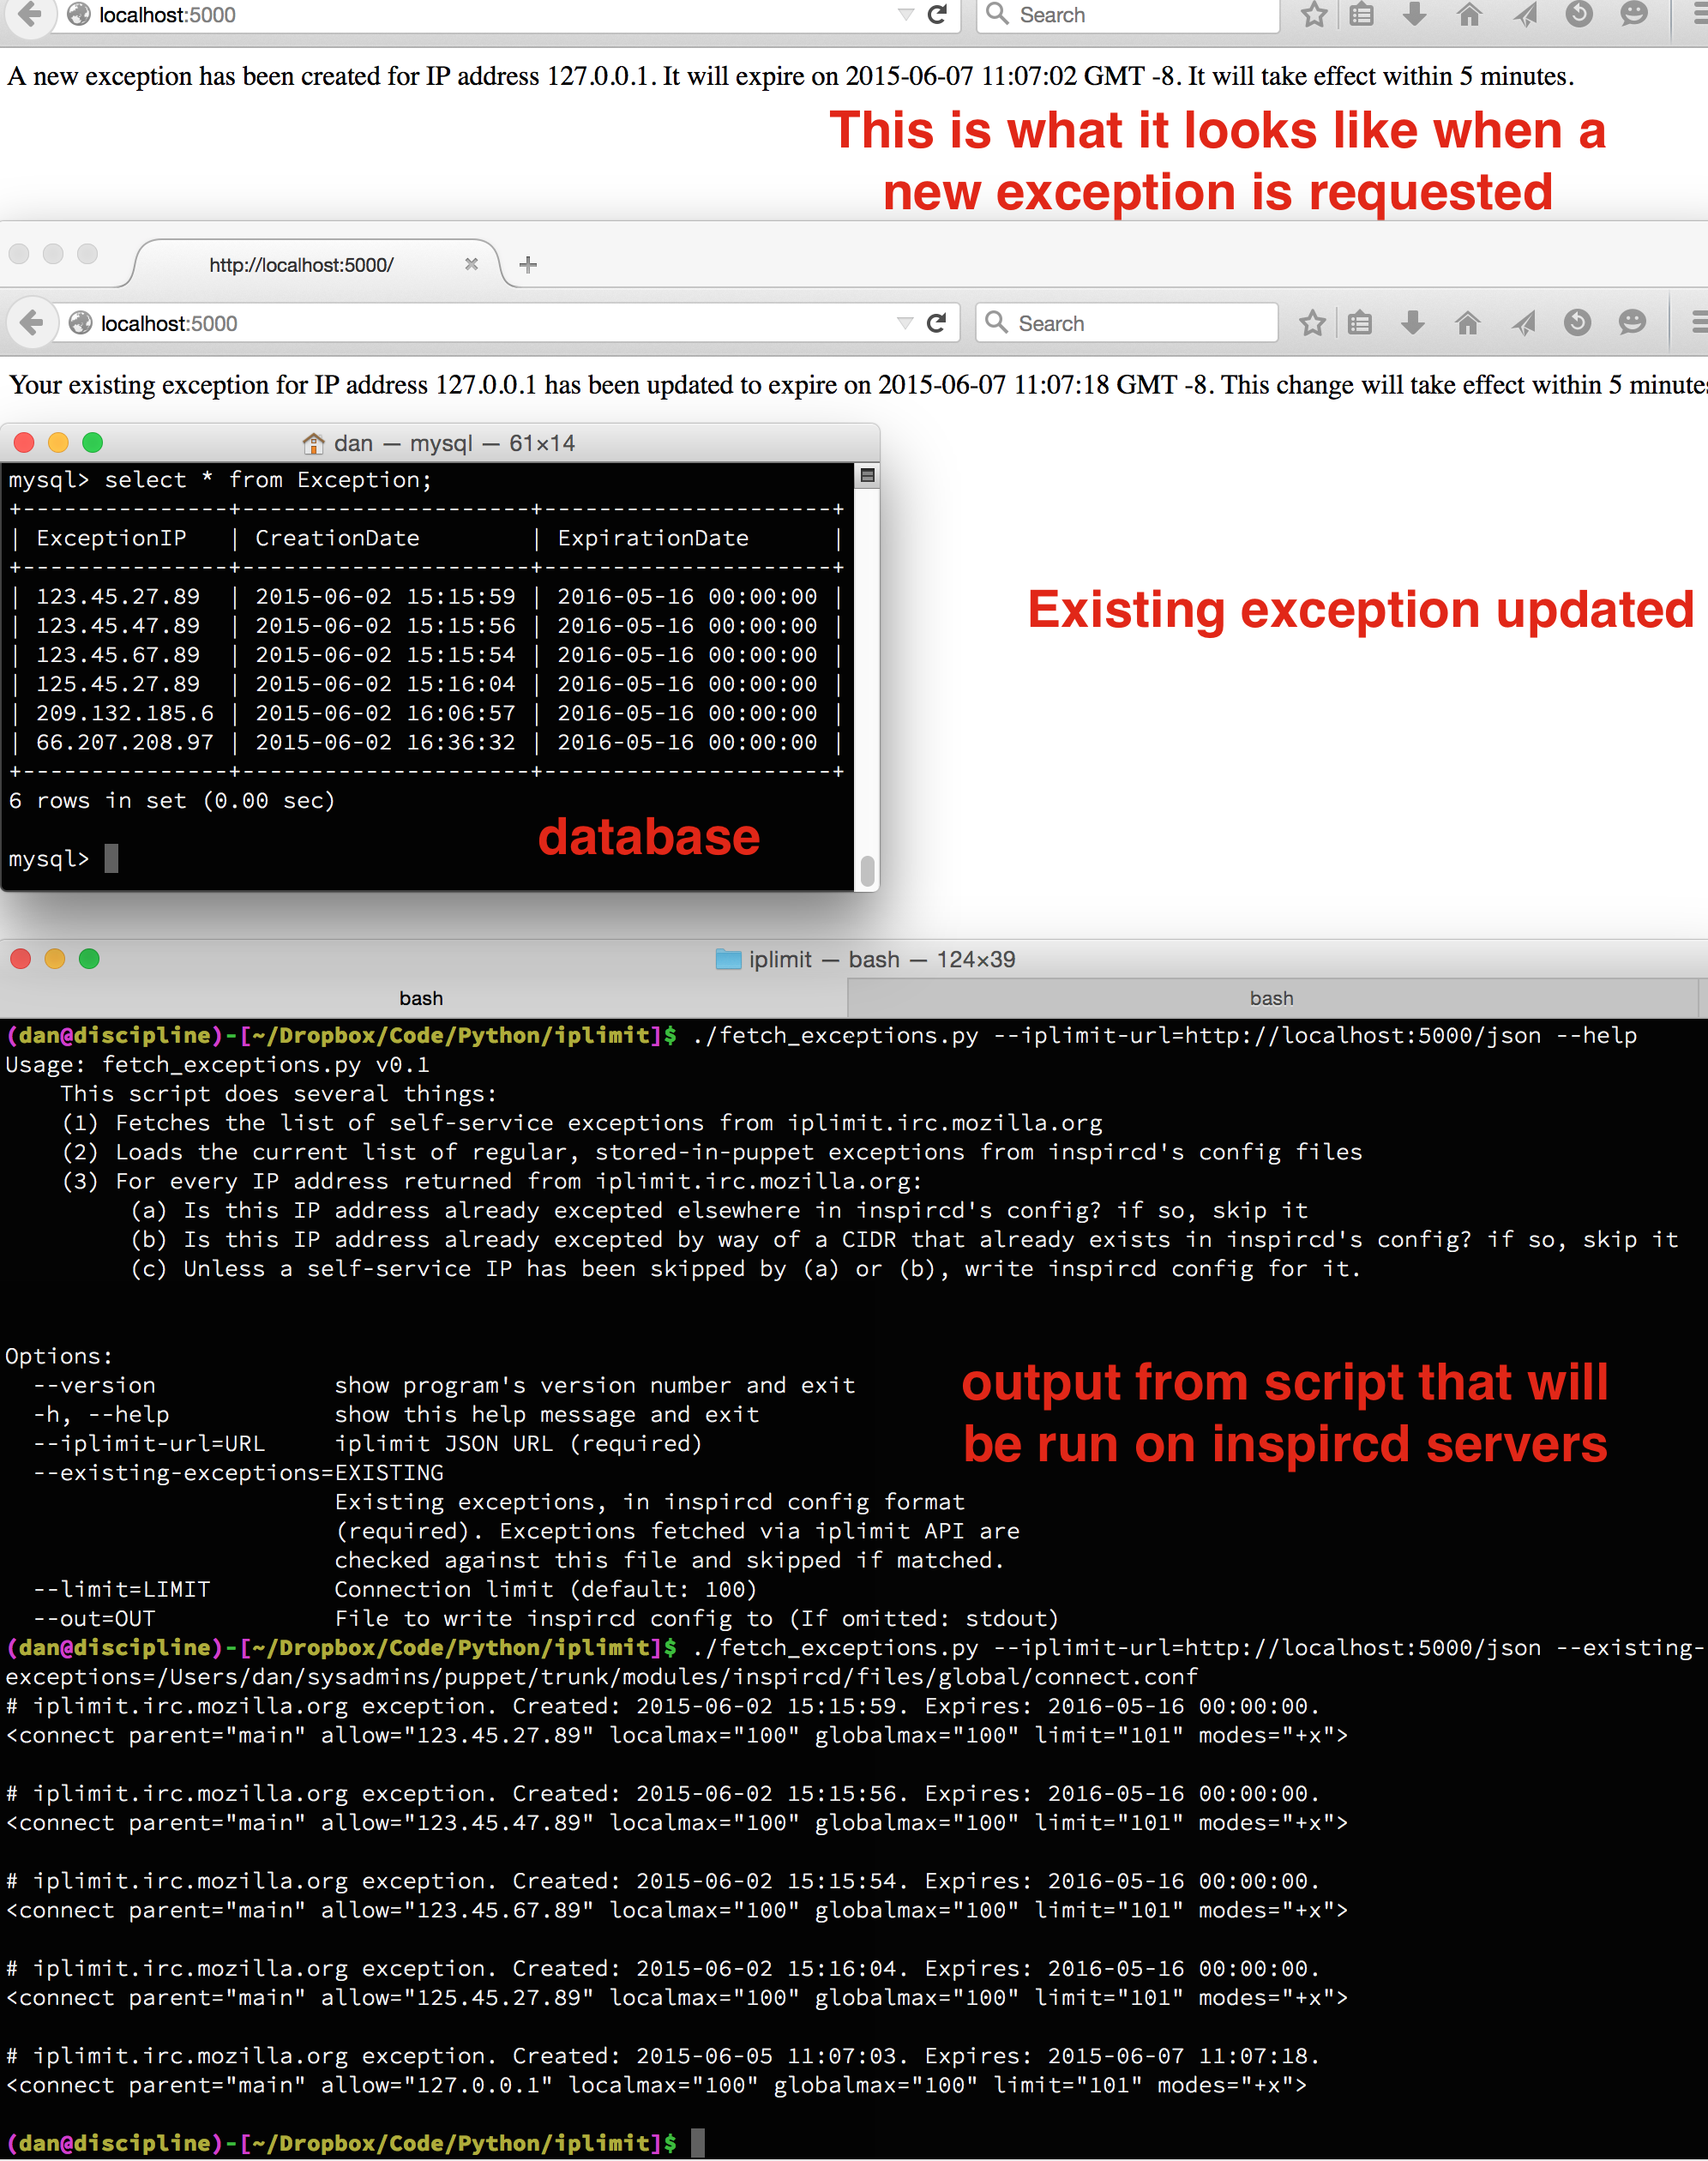 localhost:5000
Search
A new exception has been created for IP address 127.0.0.1. It will expire on 2015-06-07 11:07:02 GMT -8. It will take effect within 5 minutes.
This is what it looks like when a
new exception is requested
http://localhost:5000/
localhost:5000
Search
Your existing exception for IP address 127.0.0.1 has been updated to expire on 2015-06-07 11:07:18 GMT -8. This change will take effect within 5 minutes
dan — mysql — 61×14
mysql> select * from Exception;
+---------------+---------------------+---------------------+
| ExceptionIP   | CreationDate        | ExpirationDate      |
+---------------+---------------------+---------------------+
| 123.45.27.89  | 2015-06-02 15:15:59 | 2016-05-16 00:00:00 |
| 123.45.47.89  | 2015-06-02 15:15:56 | 2016-05-16 00:00:00 |
| 123.45.67.89  | 2015-06-02 15:15:54 | 2016-05-16 00:00:00 |
| 125.45.27.89  | 2015-06-02 15:16:04 | 2016-05-16 00:00:00 |
| 209.132.185.6 | 2015-06-02 16:06:57 | 2016-05-16 00:00:00 |
| 66.207.208.97 | 2015-06-02 16:36:32 | 2016-05-16 00:00:00 |
+---------------+---------------------+---------------------+
6 rows in set (0.00 sec)
mysql>
database
Existing exception updated
iplimit — bash — 124×39
bash
bash
(dan@discipline)-[~/Dropbox/Code/Python/iplimit]$ ./fetch_exceptions.py --iplimit-url=http://localhost:5000/json --help
Usage: fetch_exceptions.py v0.1
    This script does several things:
    (1) Fetches the list of self-service exceptions from iplimit.irc.mozilla.org
    (2) Loads the current list of regular, stored-in-puppet exceptions from inspircd's config files
    (3) For every IP address returned from iplimit.irc.mozilla.org:
         (a) Is this IP address already excepted elsewhere in inspircd's config? if so, skip it
         (b) Is this IP address already excepted by way of a CIDR that already exists in inspircd's config? if so, skip it
         (c) Unless a self-service IP has been skipped by (a) or (b), write inspircd config for it.
Options:
  --version             show program's version number and exit
  -h, --help            show this help message and exit
  --iplimit-url=URL     iplimit JSON URL (required)
  --existing-exceptions=EXISTING
                        Existing exceptions, in inspircd config format
                        (required). Exceptions fetched via iplimit API are
                        checked against this file and skipped if matched.
  --limit=LIMIT         Connection limit (default: 100)
  --out=OUT             File to write inspircd config to (If omitted: stdout)
output from script that will
be run on inspircd servers
(dan@discipline)-[~/Dropbox/Code/Python/iplimit]$ ./fetch_exceptions.py --iplimit-url=http://localhost:5000/json --existing-
exceptions=/Users/dan/sysadmins/puppet/trunk/modules/inspircd/files/global/connect.conf
# iplimit.irc.mozilla.org exception. Created: 2015-06-02 15:15:59. Expires: 2016-05-16 00:00:00.
<connect parent="main" allow="123.45.27.89" localmax="100" globalmax="100" limit="101" modes="+x">
# iplimit.irc.mozilla.org exception. Created: 2015-06-02 15:15:56. Expires: 2016-05-16 00:00:00.
<connect parent="main" allow="123.45.47.89" localmax="100" globalmax="100" limit="101" modes="+x">
# iplimit.irc.mozilla.org exception. Created: 2015-06-02 15:15:54. Expires: 2016-05-16 00:00:00.
<connect parent="main" allow="123.45.67.89" localmax="100" globalmax="100" limit="101" modes="+x">
# iplimit.irc.mozilla.org exception. Created: 2015-06-02 15:16:04. Expires: 2016-05-16 00:00:00.
<connect parent="main" allow="125.45.27.89" localmax="100" globalmax="100" limit="101" modes="+x">
# iplimit.irc.mozilla.org exception. Created: 2015-06-05 11:07:03. Expires: 2015-06-07 11:07:18.
<connect parent="main" allow="127.0.0.1" localmax="100" globalmax="100" limit="101" modes="+x">
(dan@discipline)-[~/Dropbox/Code/Python/iplimit]$